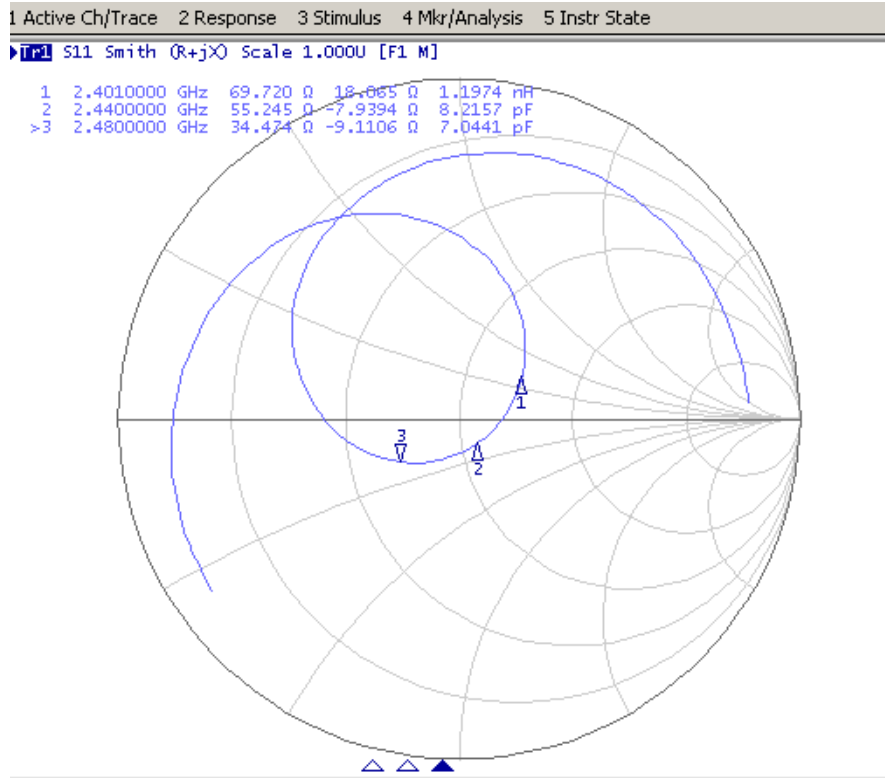 1 Active Ch/Trace 2 Response 3 Stimulus 4 Mkr/Analysis 5 Instr State
Tr1 S11 Smith (R+jX) Scale 1.000U [F1 M]
1 2.4010000 GHz 69.720 Ω 18.065 Ω 1.1974 nH
2 2.4400000 GHz 55.245 Ω -7.9394 Ω 8.2157 pF
>3 2.4800000 GHz 34.474 Ω -9.1106 Ω 7.0441 pF
1
3
2